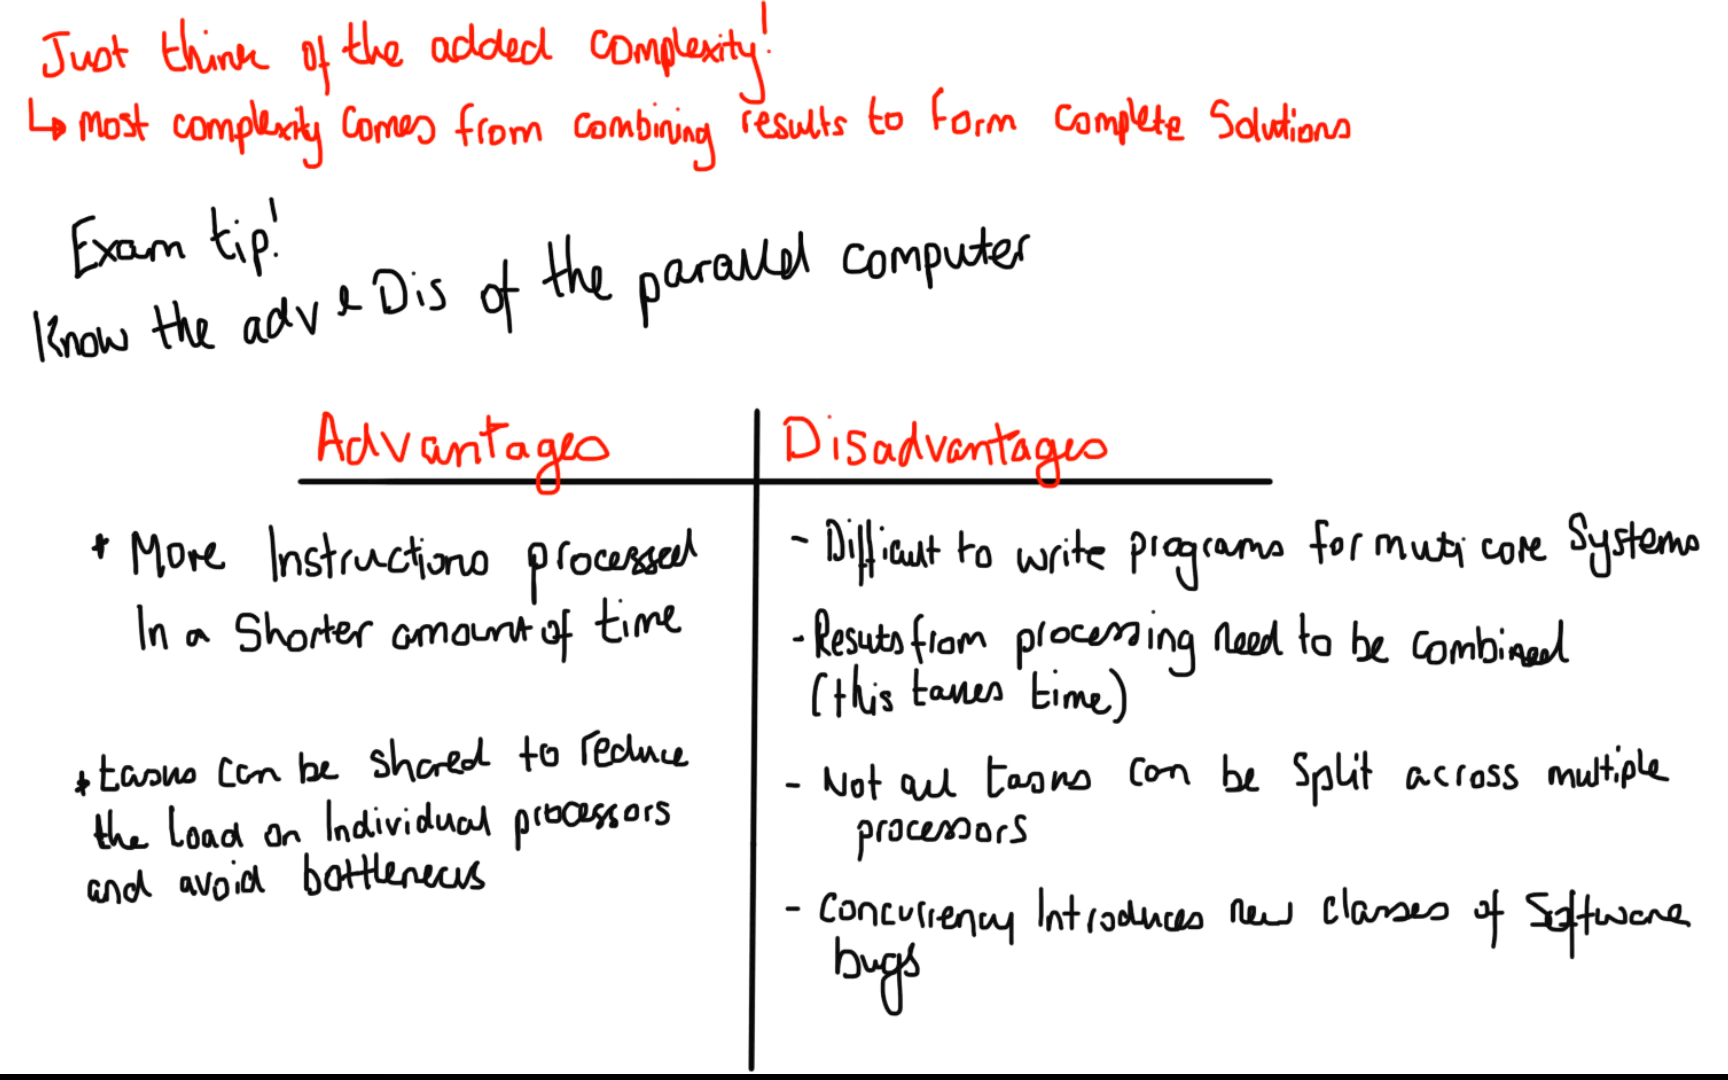 Just think of the added complexity!
↳ most complexity comes from combining results to form complete solutions
Exam tip!
Know the adv & Dis of the parallel computer
Advantages
Disadvantages
* More Instructions processed
In a shorter amount of time
* tasks can be shared to reduce
the load on Individual processors
and avoid bottlenecks
- Difficult to write programs for muti core Systems
- Resuts from processing need to be combined
(this takes time)
- Not all tasks can be split across multiple
processors
- Concurrency Introduces new classes of Software
bugs